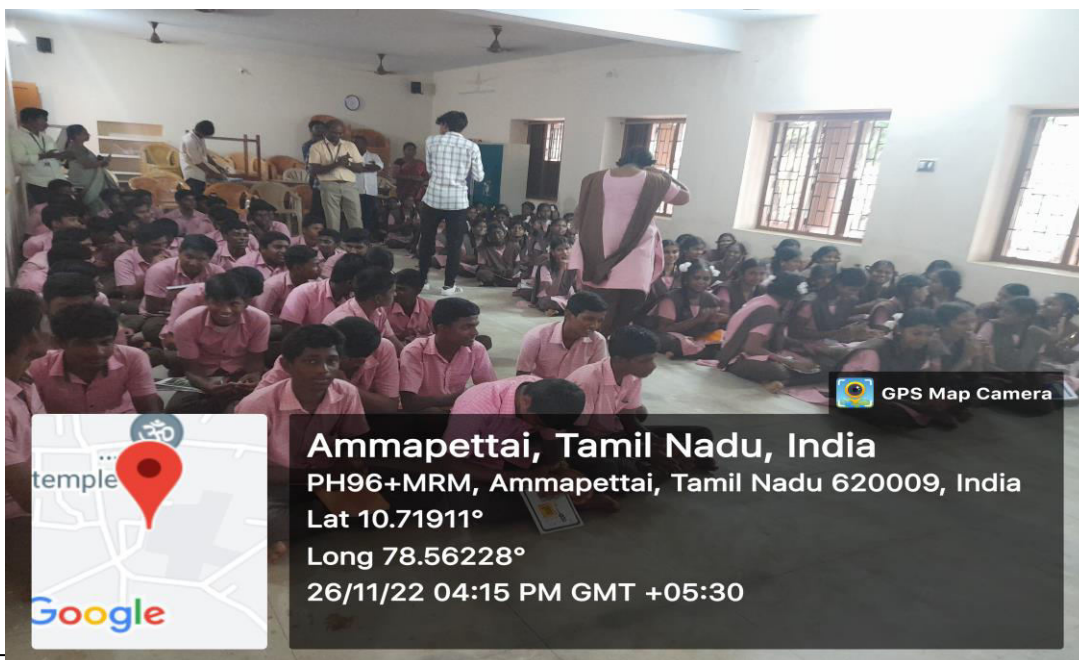 GPS Map Camera
temple
Google
Ammapettai, Tamil Nadu, India
PH96+MRM, Ammapettai, Tamil Nadu 620009, India
Lat 10.71911°
Long 78.56228°
26/11/22 04:15 PM GMT +05:30